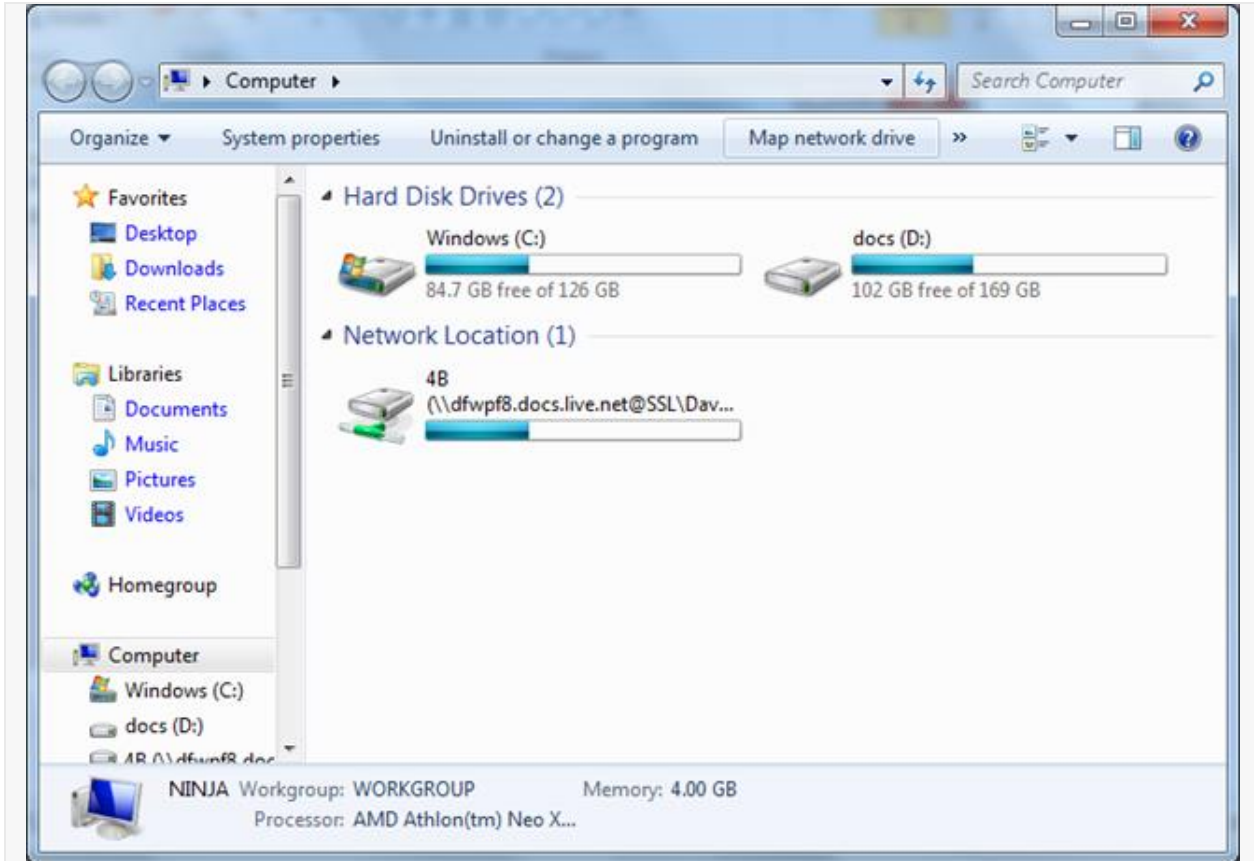 Computer
Search Computer
Organize
System properties
Uninstall or change a program
Map network drive
»
Favorites
Desktop
Downloads
Recent Places
Libraries
Documents
Music
Pictures
Videos
Homegroup
Computer
Windows (C:)
docs (D:)
4B (\\dfwpf8.doc
Hard Disk Drives (2)
Windows (C:)
84.7 GB free of 126 GB
docs (D:)
102 GB free of 169 GB
Network Location (1)
4B
(\\dfwpf8.docs.live.net@SSL\Dav...
NINJA Workgroup: WORKGROUP Memory: 4.00 GB
Processor: AMD Athlon(tm) Neo X...